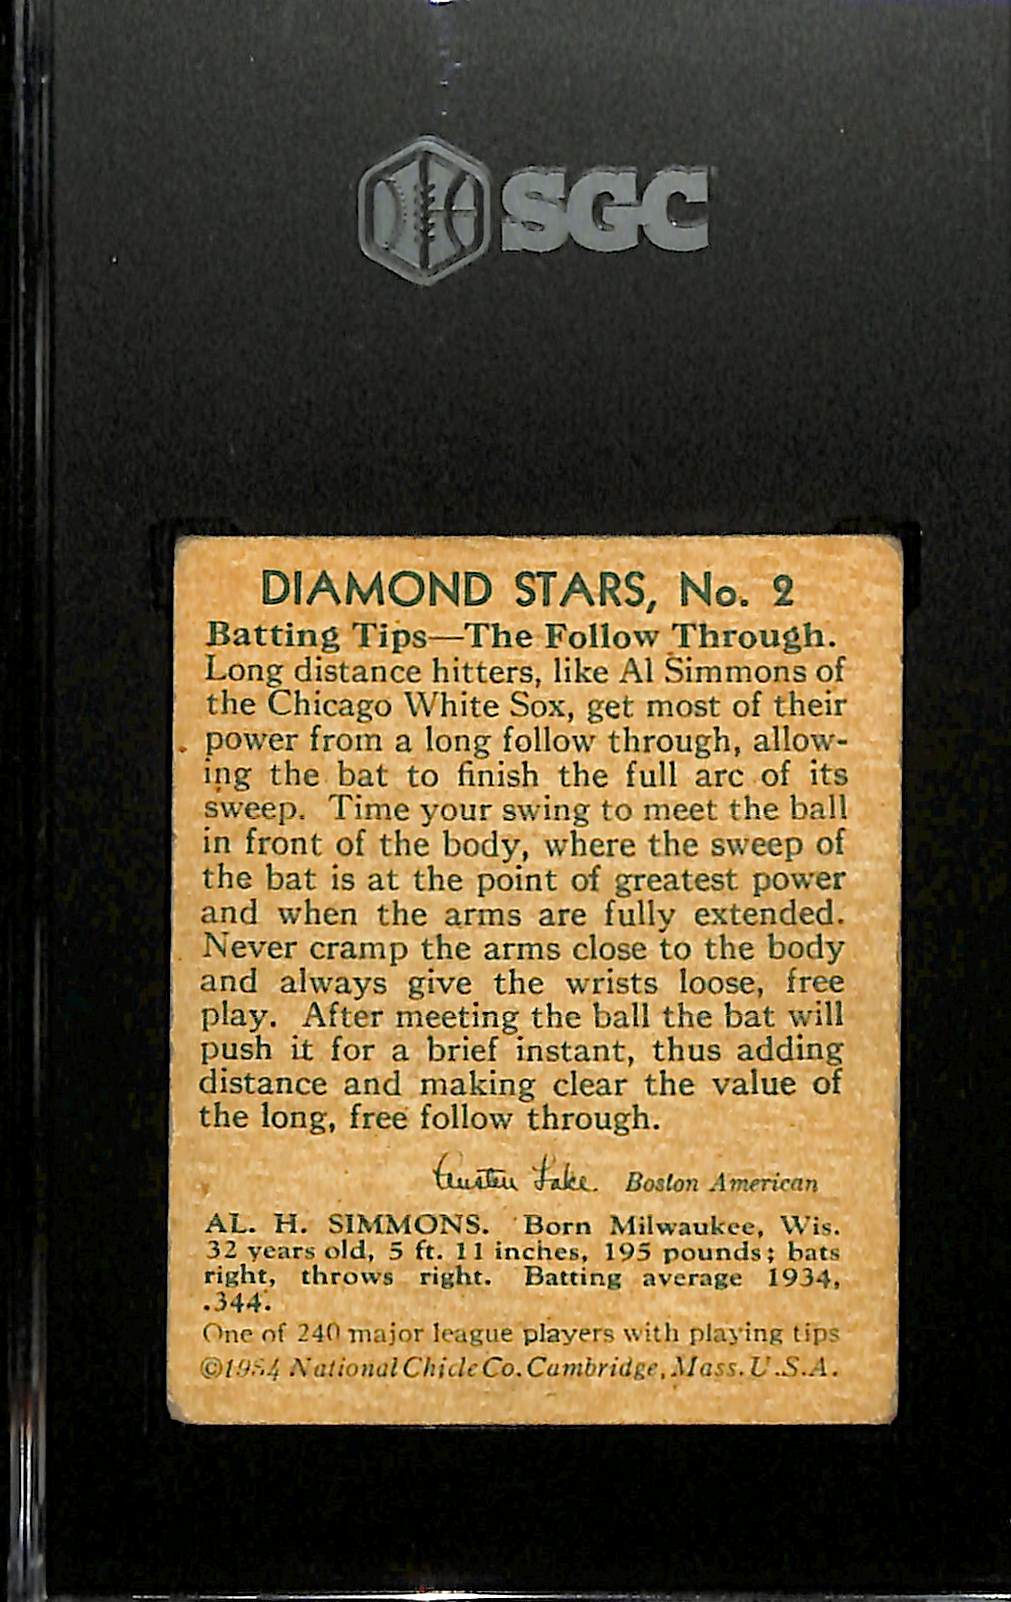 SGC
DIAMOND STARS, No. 2
Batting Tips—The Follow Through.
Long distance hitters, like Al Simmons of
the Chicago White Sox, get most of their
power from a long follow through, allow-
ing the bat to finish the full arc of its
sweep. Time your swing to meet the ball
in front of the body, where the sweep of
the bat is at the point of greatest power
and when the arms are fully extended.
Never cramp the arms close to the body
and always give the wrists loose, free
play. After meeting the ball the bat will
push it for a brief instant, thus adding
distance and making clear the value of
the long, free follow through.
Austen Lake. Boston American
AL. H. SIMMONS. Born Milwaukee, Wis.
32 years old, 5 ft. 11 inches, 195 pounds; bats
right, throws right. Batting average 1934,
.344.
One of 240 major league players with playing tips
©1934 National Chicle Co. Cambridge, Mass. U.S.A.